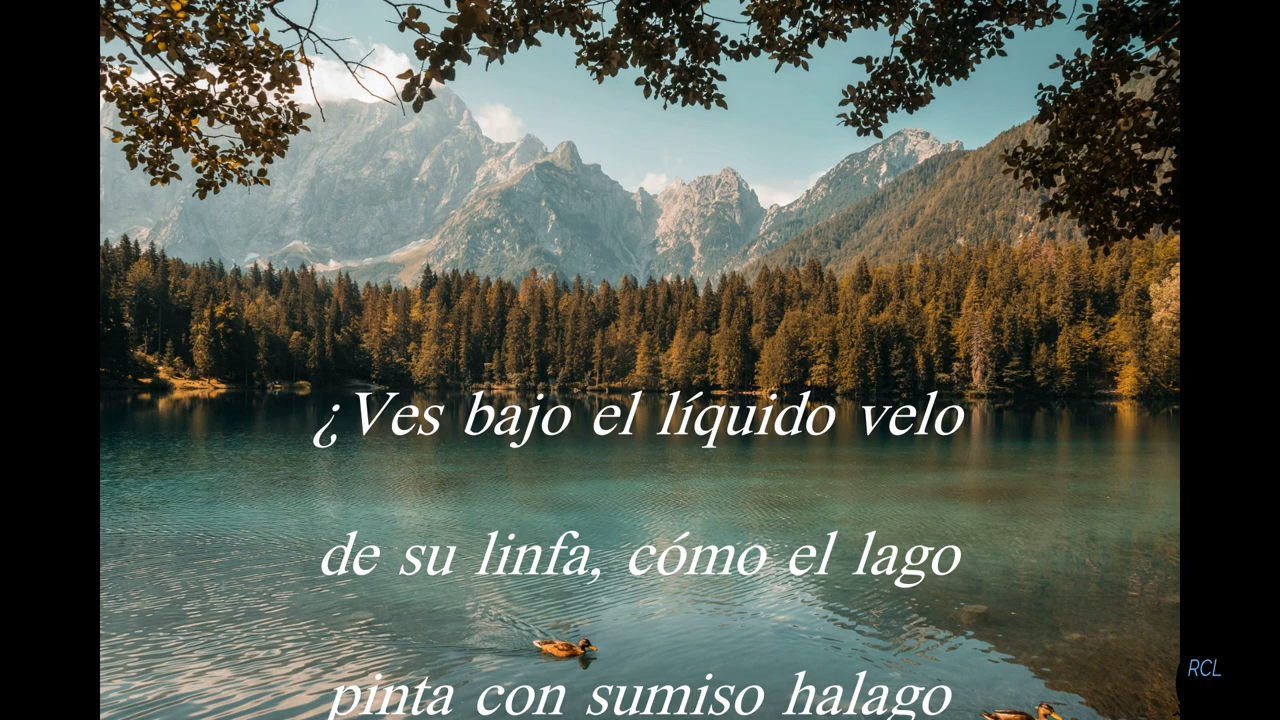 ¿Ves bajo el líquido velo
de su linfa, cómo el lago
pinta con sumiso halago
RCL